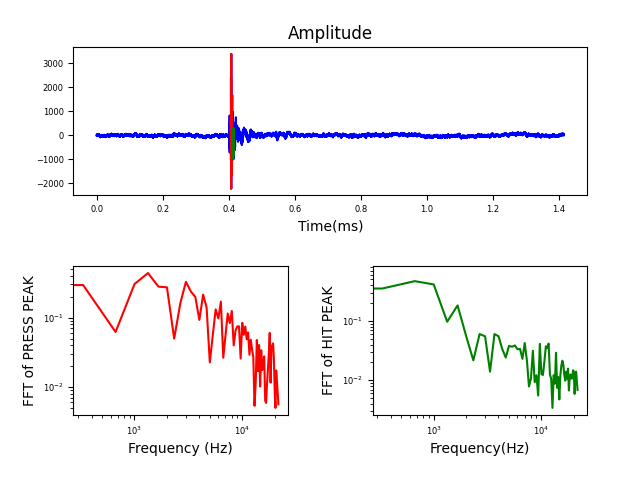 Amplitude
3000
2000
1000
0
−1000
−2000
0.0 0.2 0.4 0.6 0.8 1.0 1.2 1.4
Time(ms)
FFT of PRESS PEAK
10⁻¹
10⁻²
10³ 10⁴
Frequency (Hz)
FFT of HIT PEAK
10⁻¹
10⁻²
10³ 10⁴
Frequency(Hz)